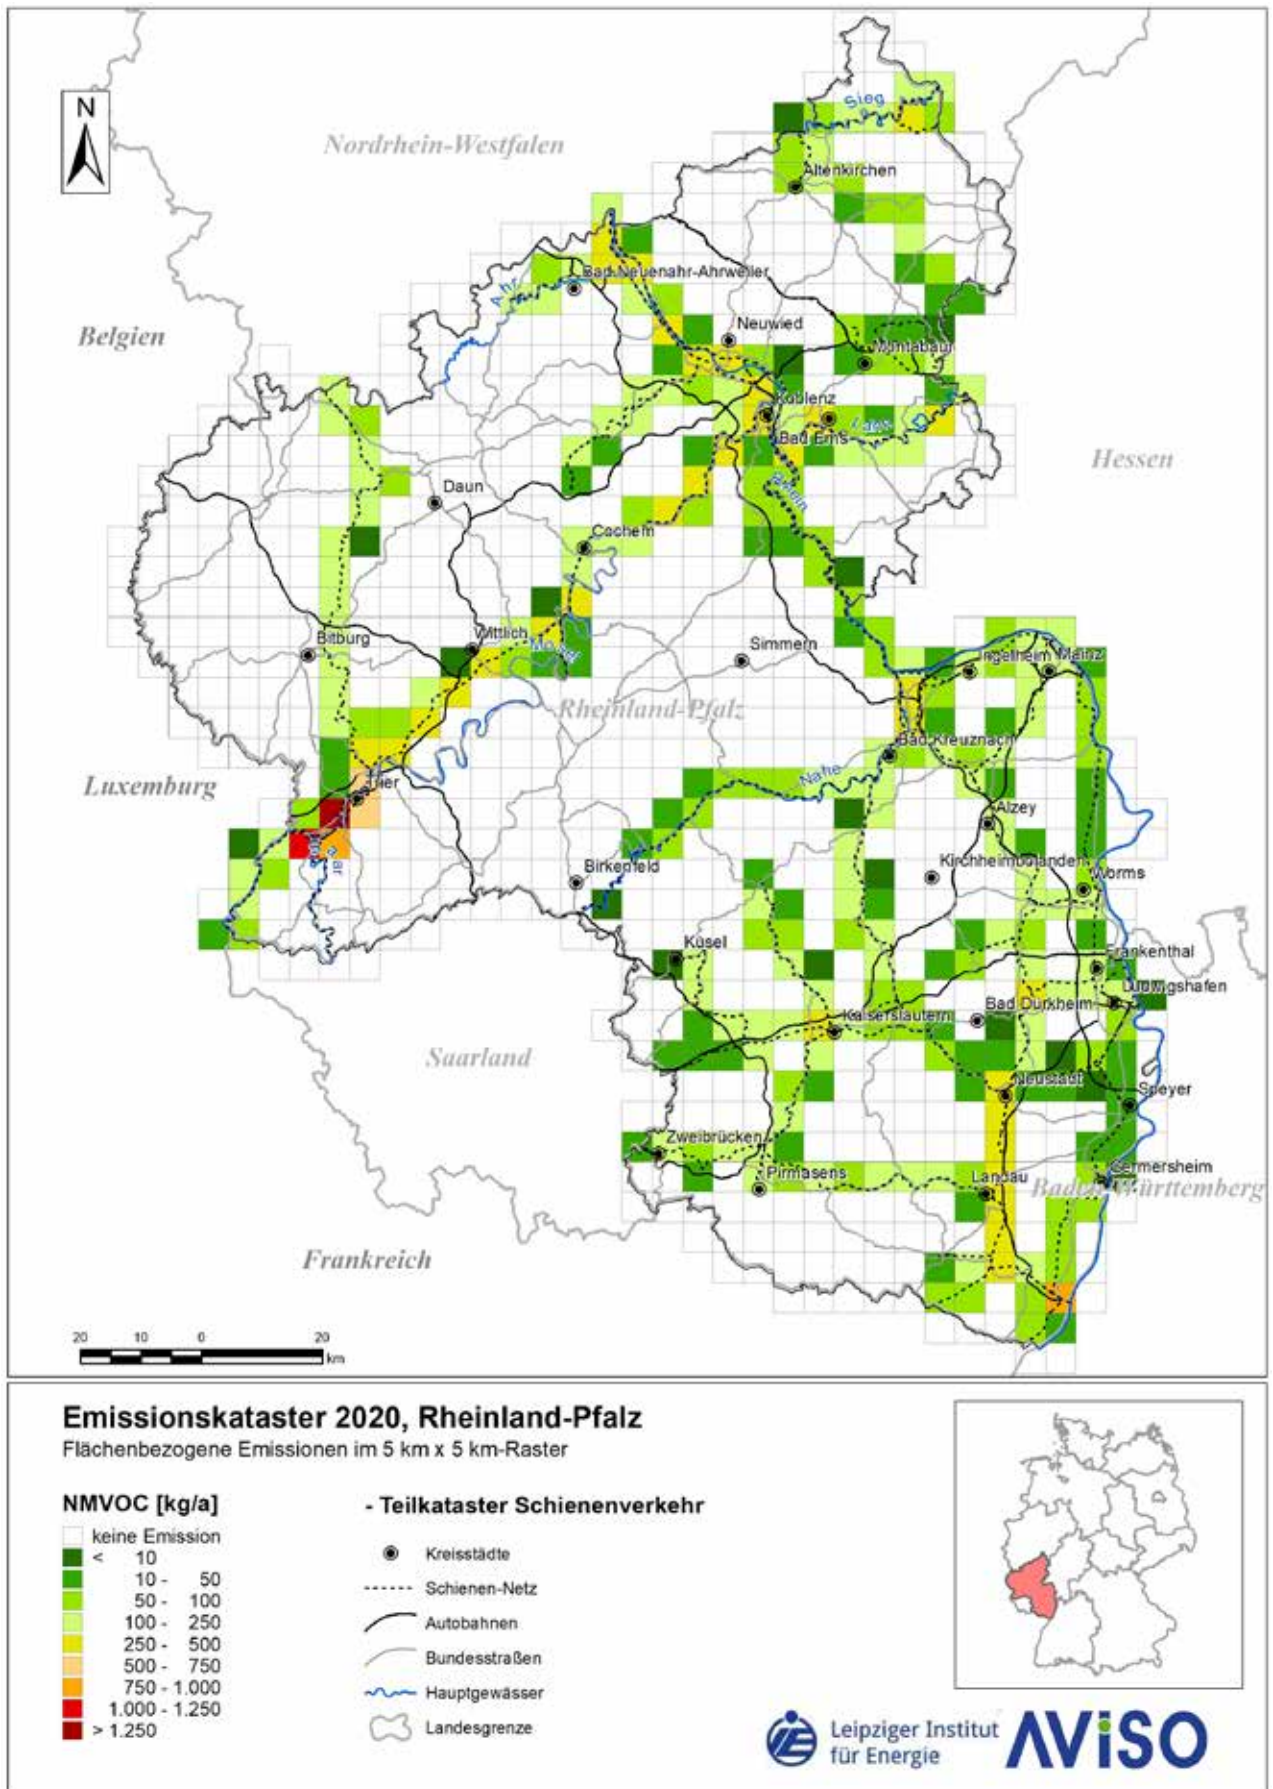 N
Nordrhein-Westfalen
Sieg
Altenkirchen
Bad Neuenahr-Ahrweiler
Ahr
Belgien
Neuwied
Montabaur
Koblenz
Bad Ems
Lahn
Hessen
Daun
Rhein
Cochem
Bitburg
Wittlich
Mosel
Simmern
Ingelheim
Mainz
Rheinland-Pfalz
Bad Kreuznach
Luxemburg
Trier
Nahe
Alzey
Saar
Birkenfeld
Kirchheimbolanden
Worms
Kusel
Frankenthal
Ludwigshafen
Bad Dürkheim
Kaiserslautern
Saarland
Neustadt
Speyer
Zweibrücken
Pirmasens
Landau
Germersheim
Baden-Württemberg
Frankreich
20 10 0 20
km
Emissionskataster 2020, Rheinland-Pfalz
Flächenbezogene Emissionen im 5 km x 5 km-Raster
NMVOC [kg/a]
keine Emission
< 10
10 - 50
50 - 100
100 - 250
250 - 500
500 - 750
750 - 1.000
1.000 - 1.250
> 1.250
- Teilkataster Schienenverkehr
Kreisstädte
Schienen-Netz
Autobahnen
Bundesstraßen
Hauptgewässer
Landesgrenze
Leipziger Institut
für Energie
AViSO